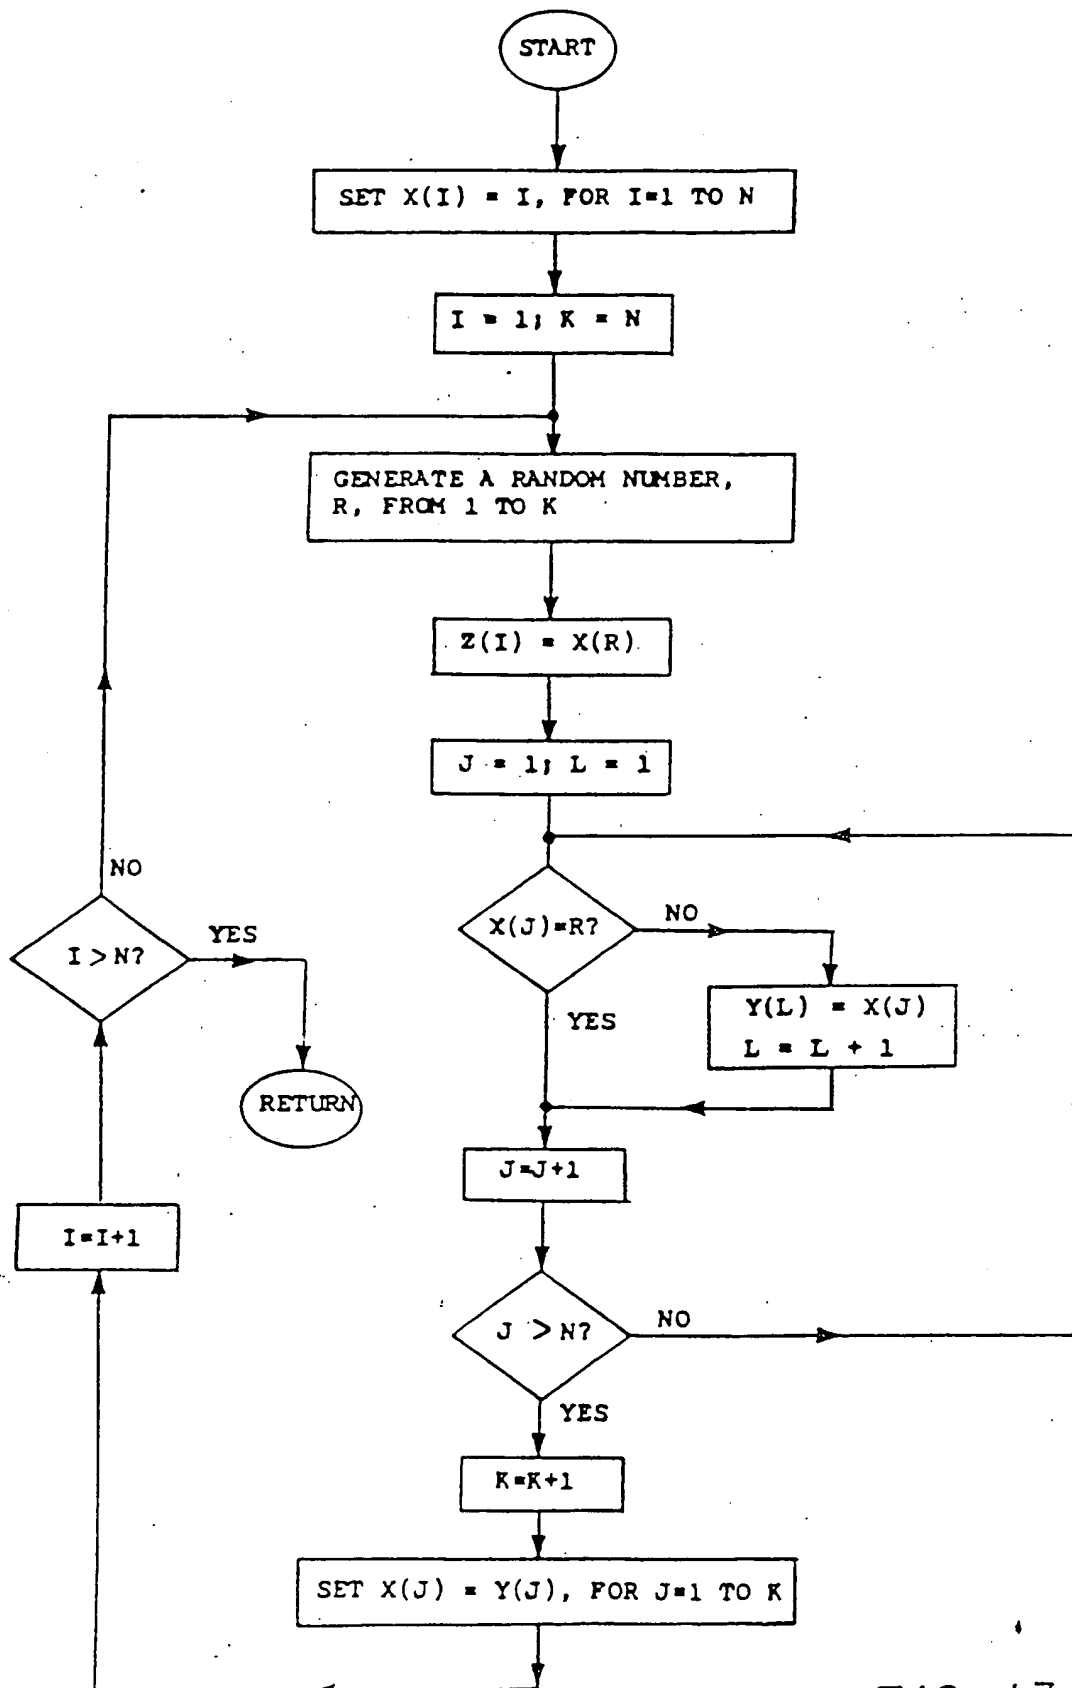 START
SET X(I) = I, FOR I=1 TO N
I = 1; K = N
GENERATE A RANDOM NUMBER,
R, FROM 1 TO K
Z(I) = X(R)
J = 1; L = 1
X(J)=R?
NO
YES
Y(L) = X(J)
L = L + 1
J=J+1
J > N?
NO
YES
K=K+1
SET X(J) = Y(J), FOR J=1 TO K
I=I+1
I > N?
NO
YES
RETURN